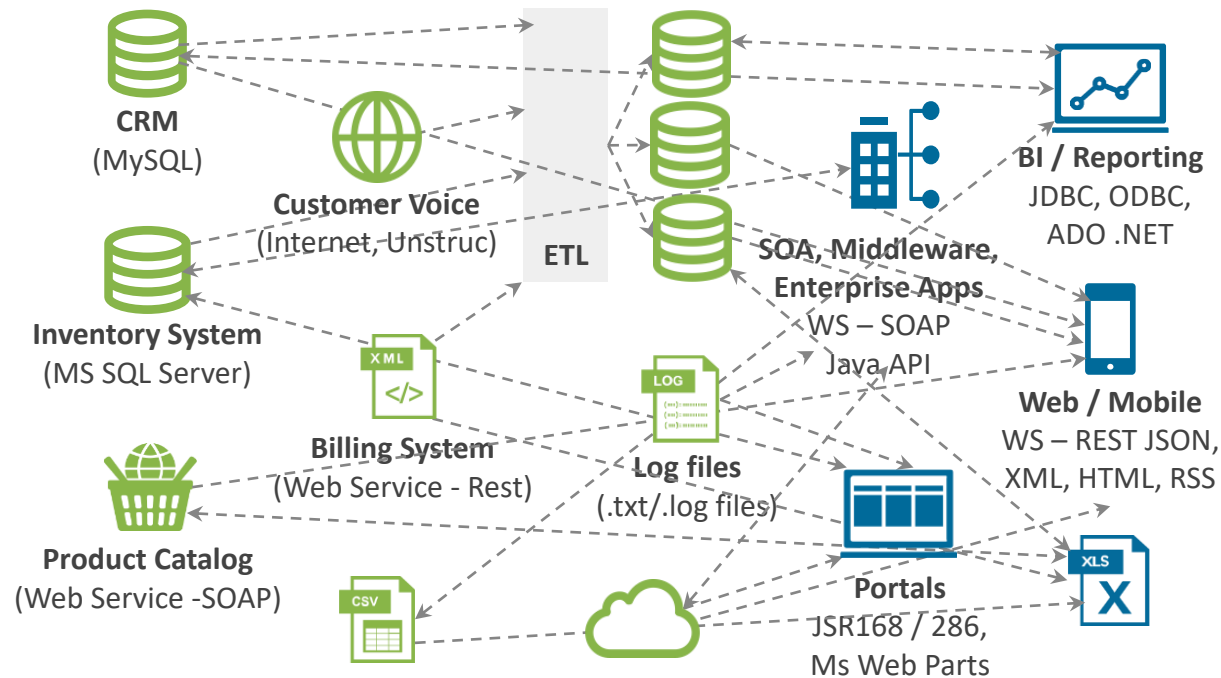 CRM
(MySQL)
Customer Voice
(Internet, Unstruc)
ETL
BI / Reporting
JDBC, ODBC,
ADO .NET
SOA, Middleware,
Enterprise Apps
WS – SOAP
Java API
Inventory System
(MS SQL Server)
XML
</>
Billing System
(Web Service - Rest)
LOG
Log files
(.txt/.log files)
Web / Mobile
WS – REST JSON,
XML, HTML, RSS
Product Catalog
(Web Service -SOAP)
CSV
Portals
JSR168 / 286,
Ms Web Parts
XLS
X